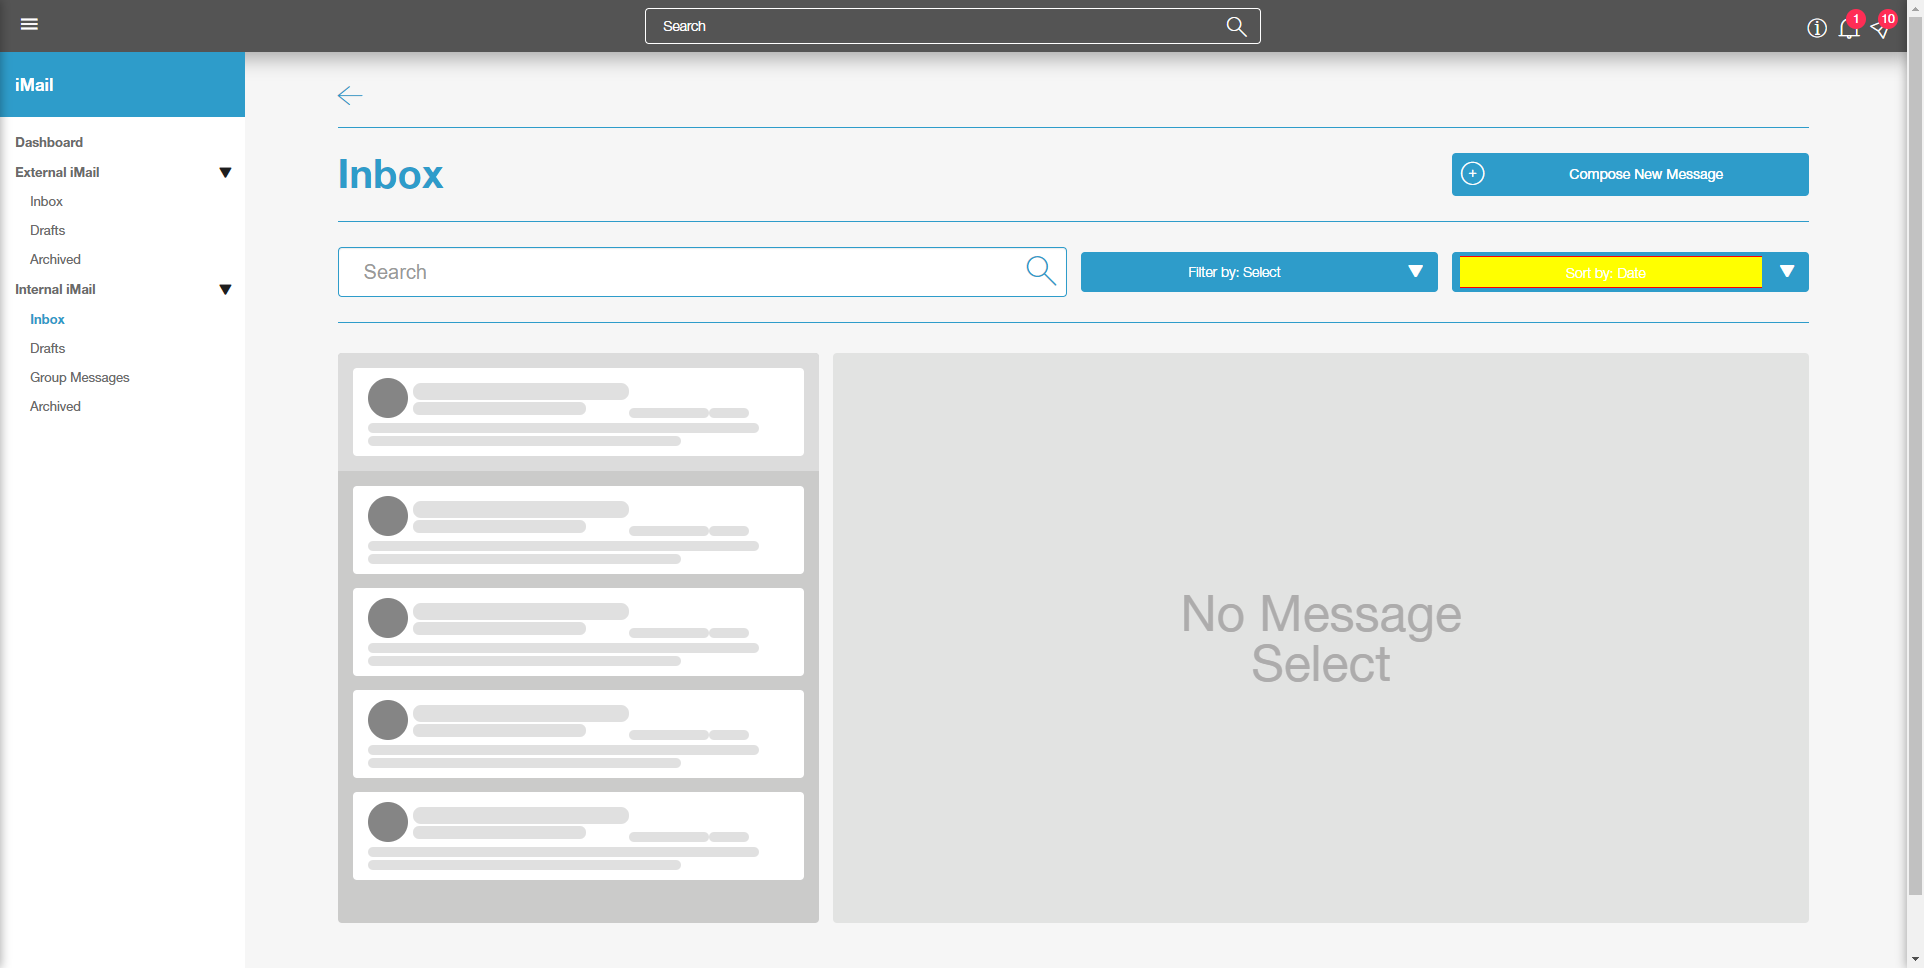 Search
1
10
iMail
Dashboard
External iMail
Inbox
Drafts
Archived
Internal iMail
Inbox
Drafts
Group Messages
Archived
Inbox
Compose New Message
Search
Filter by: Select
Sort by: Date
No Message
Select